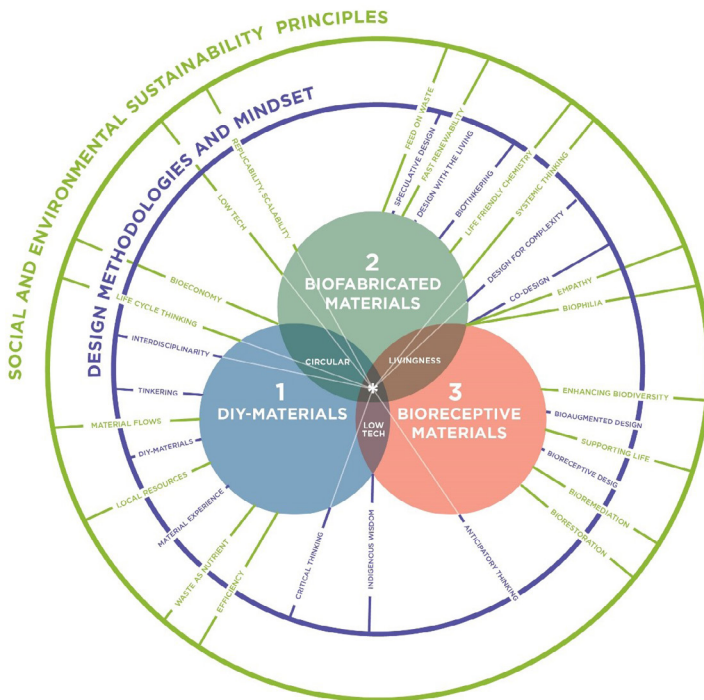 SOCIAL AND ENVIRONMENTAL SUSTAINABILITY PRINCIPLES
DESIGN METHODOLOGIES AND MINDSET
REPLICABILITY, SCALABILITY
LOW TECH
BIOECONOMY
LIFE CYCLE THINKING
INTERDISCIPLINARITY
TINKERING
MATERIAL FLOWS
DIY-MATERIALS
LOCAL RESOURCES
MATERIAL EXPERIENCE
WASTE AS NUTRIENT
EFFICIENCY
CRITICAL THINKING
INDIGENOUS WISDOM
ANTICIPATORY THINKING
FEED ON WASTE
SPECULATIVE DESIGN
FAST RENEWABILITY
DESIGN WITH THE LIVING
BIOTINKEPING
LIFE FRIENDLY CHEMISTRY
SYSTEMIC THINKING
DESIGN FOR COMPLEXITY
CO-DESIGN
EMPATHY
BIOPHILIA
ENHANCING BIODIVERSITY
BIOAUGMENTED DESIGN
SUPPORTING LIFE
BIORECEPTIVE DESIG
BIOREMEDIATION
BIORESTORATION
2
BIOFABRICATED
MATERIALS
CIRCULAR
LIVINGNESS
*
1
DIY-MATERIALS
LOW
TECH
3
BIORECEPTIVE
MATERIALS